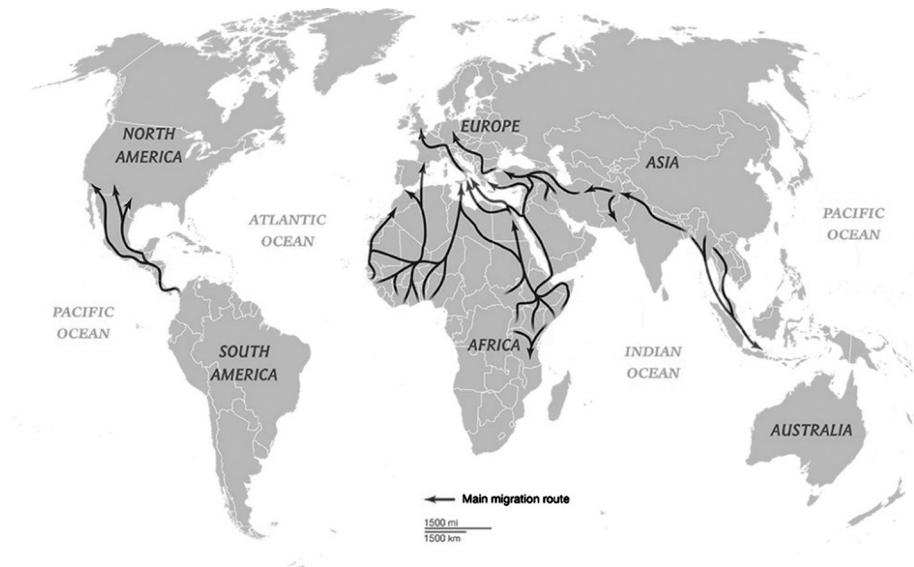 NORTH
AMERICA
EUROPE
ASIA
ATLANTIC
OCEAN
PACIFIC
OCEAN
PACIFIC
OCEAN
SOUTH
AMERICA
AFRICA
INDIAN
OCEAN
AUSTRALIA
Main migration route
1500 mi
1500 km